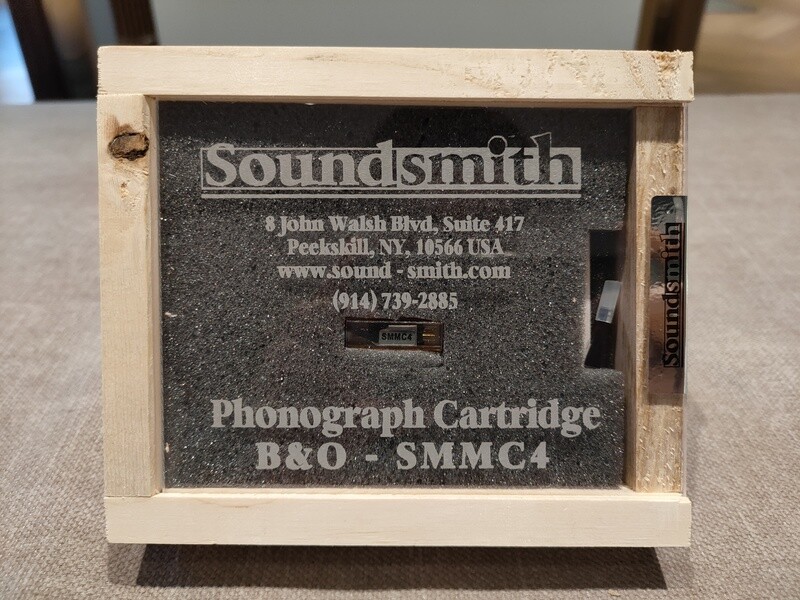 Soundsmith
8 John Walsh Blvd, Suite 417
Peekskill, NY, 10566 USA
www.sound - smith.com
(914) 739-2885
SMMC4
Phonograph Cartridge
B&O - SMMC4
Soundsmith